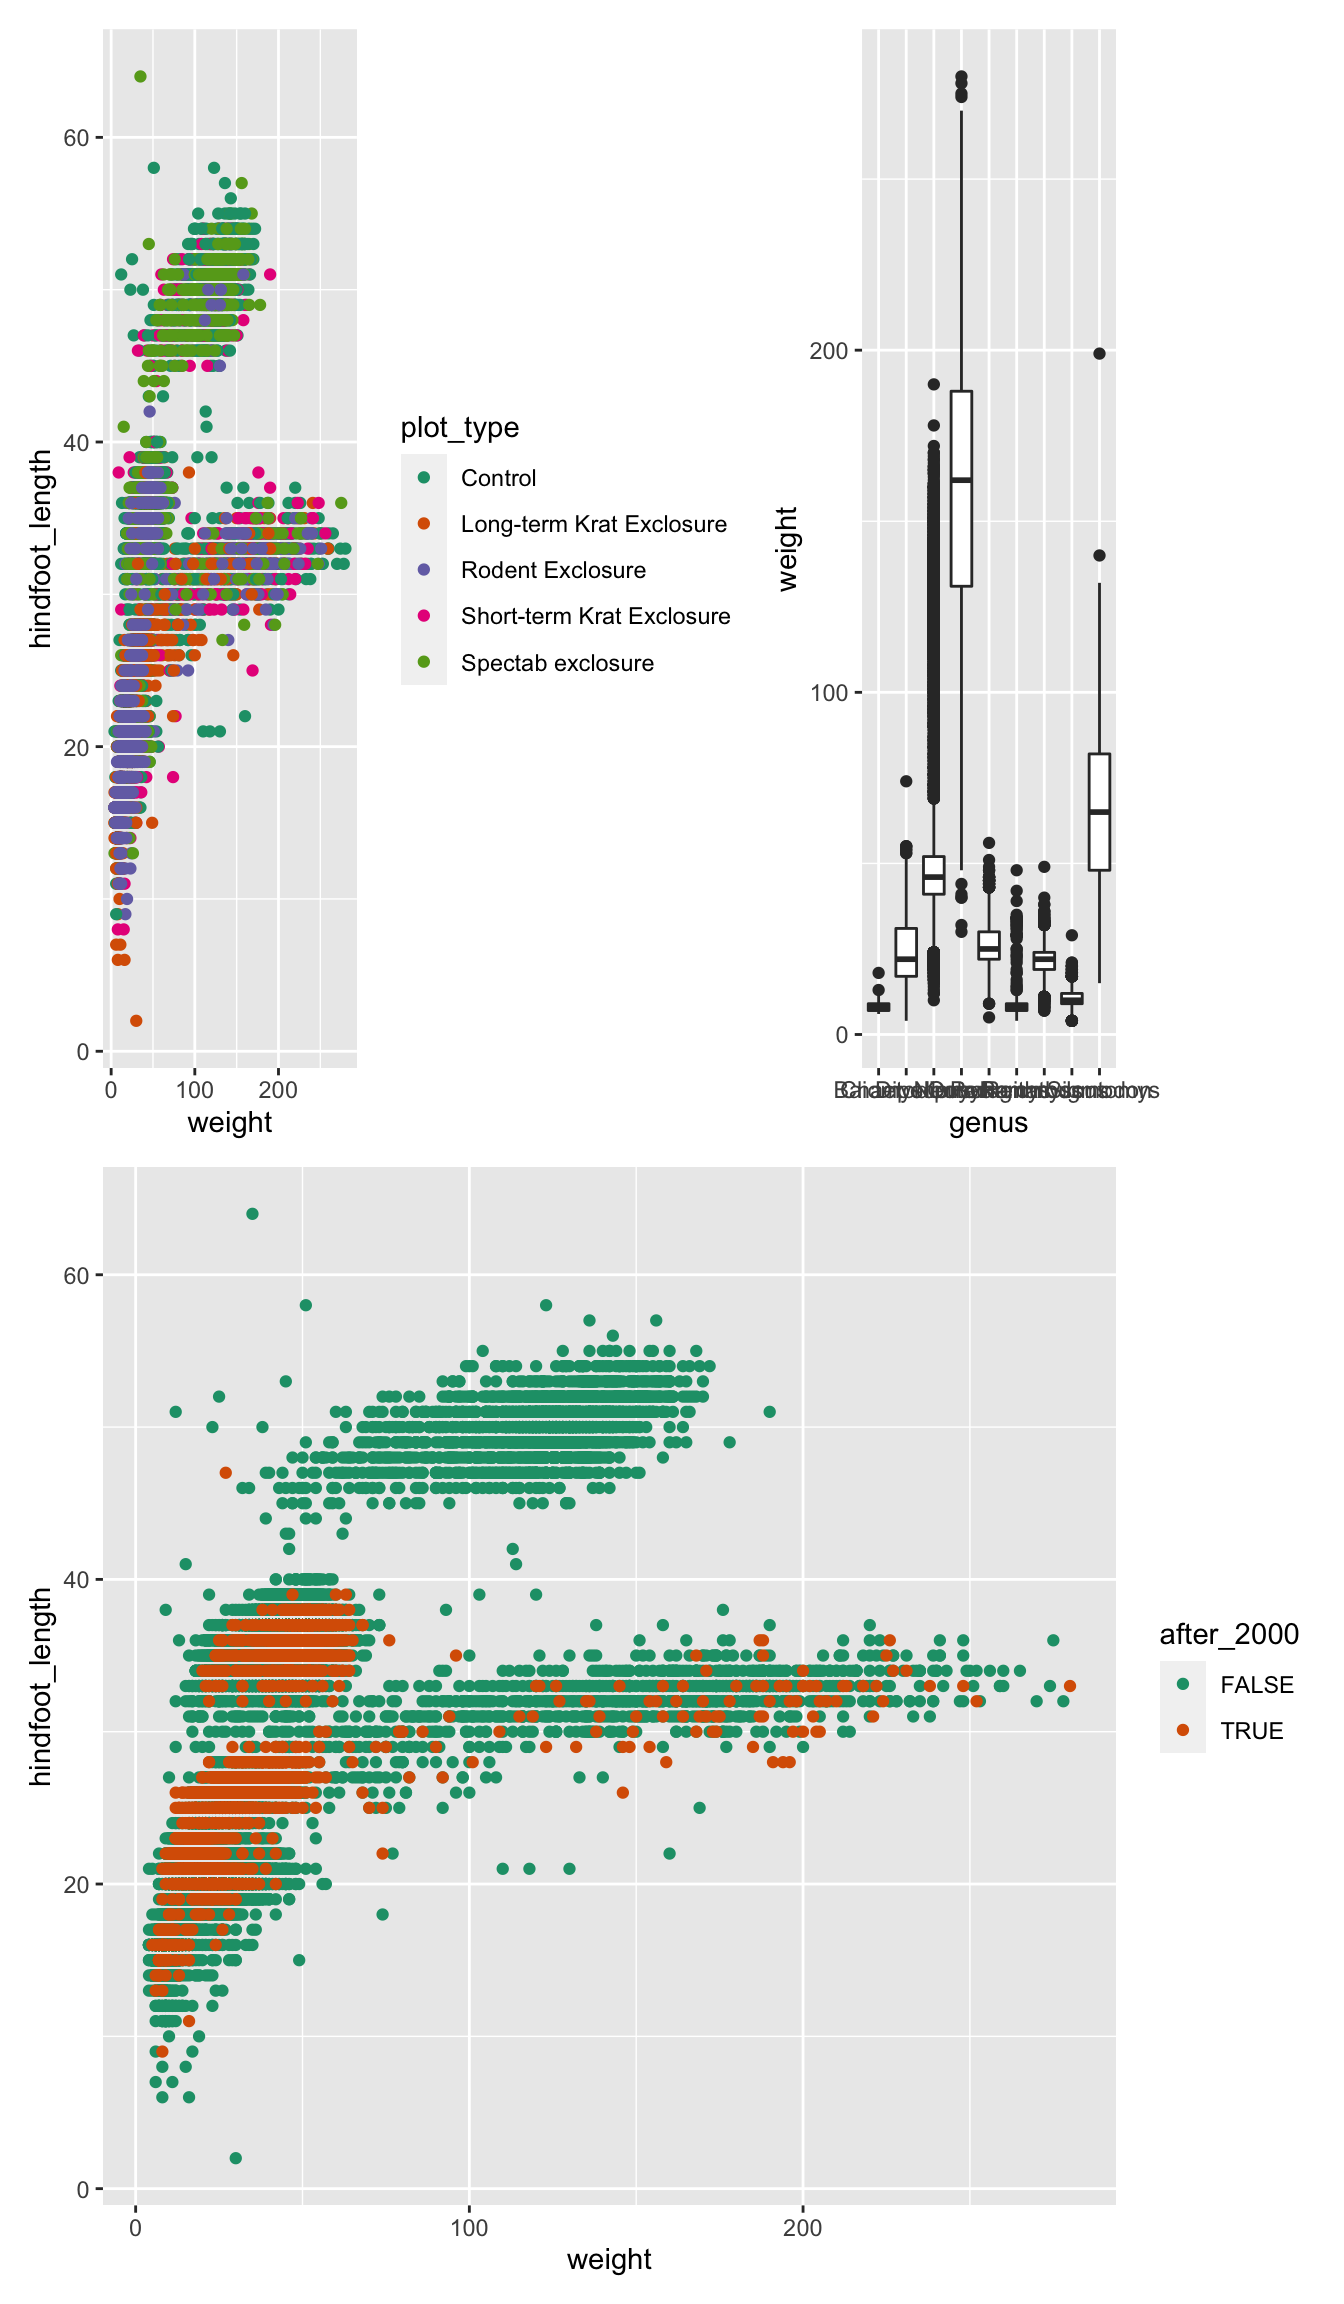 60
40
20
0
hindfoot_length
0 100 200
weight
plot_type
Control
Long-term Krat Exclosure
Rodent Exclosure
Short-term Krat Exclosure
Spectab exclosure
200
100
0
weight
genus
60
40
20
0
hindfoot_length
0 100 200
weight
after_2000
FALSE
TRUE